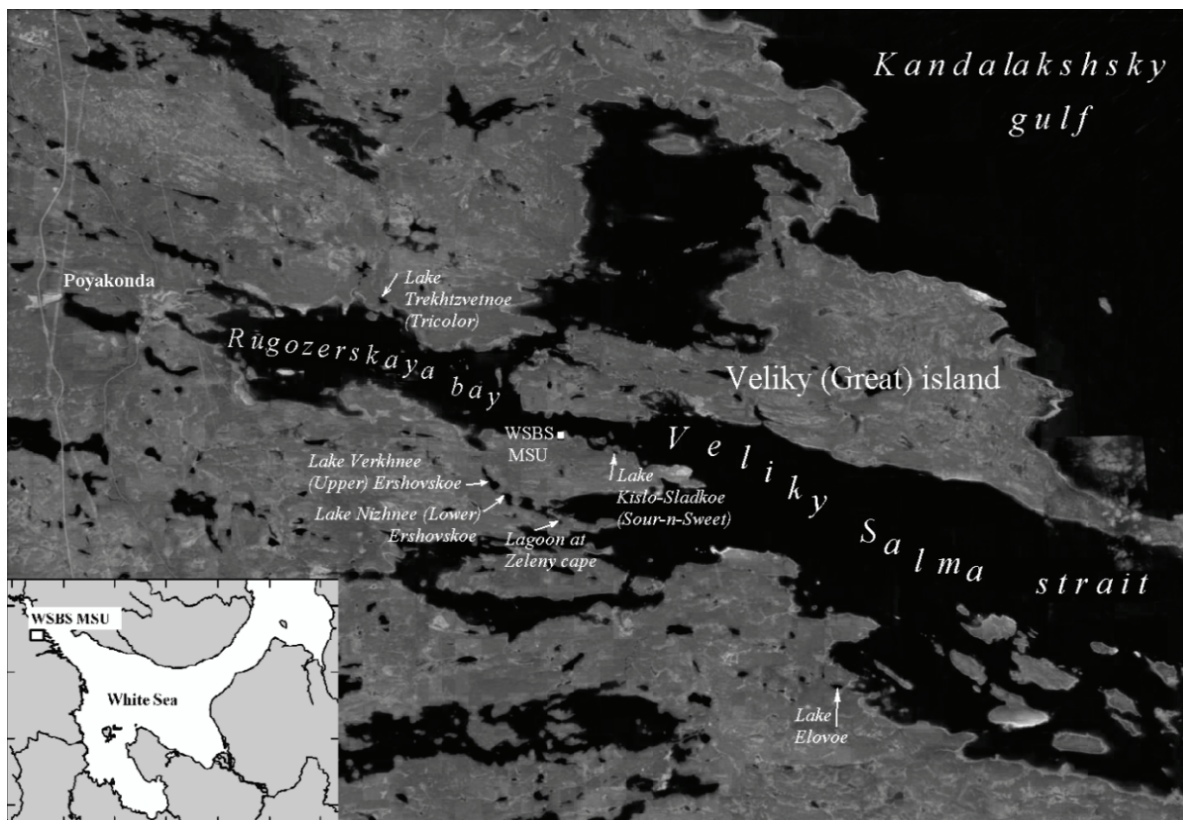 Kandalakshsky
gulf
Poyakonda
Lake
Trekhtzvetnoe
(Tricolor)
Rugozerskaya bay
Veliky (Great) island
WSBS
MSU
Veliky Salma strait
Lake Verkhnee
(Upper) Ershovskoe
Lake Nizhnee (Lower)
Ershovskoe
Lake
Kislo-Sladkoe
(Sour-n-Sweet)
Lagoon at
Zeleny cape
Lake
Elovoe
WSBS MSU
White Sea